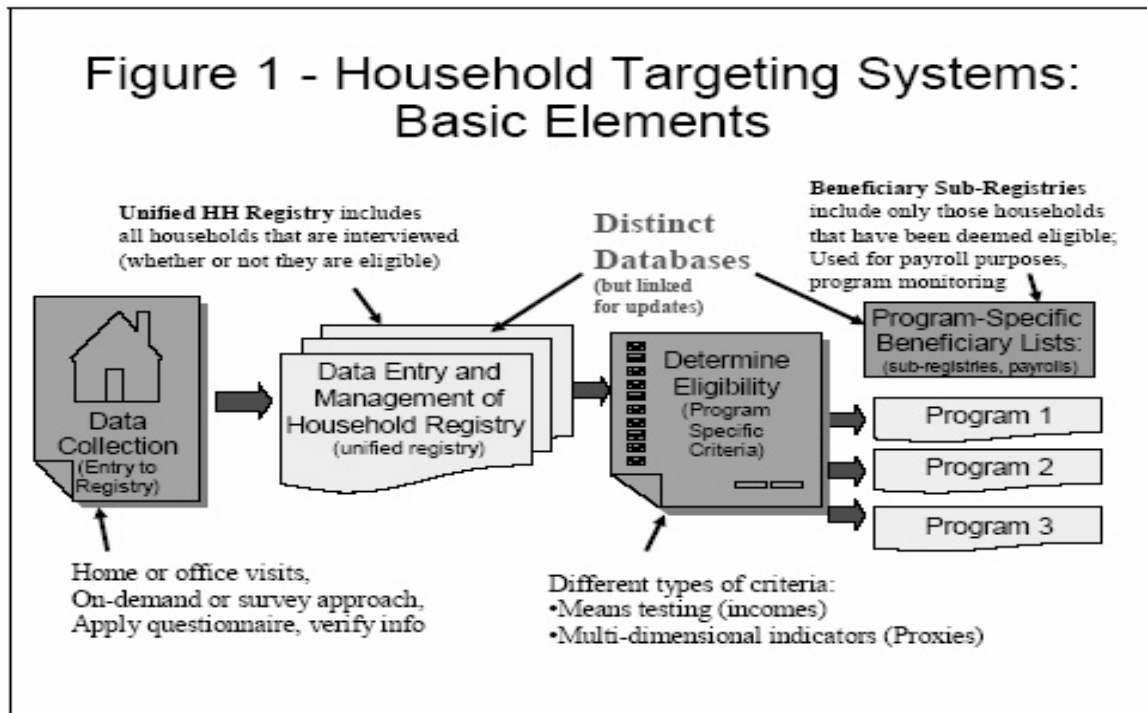 Figure 1 - Household Targeting Systems:
Basic Elements
Unified HH Registry includes
all households that are interviewed
(whether or not they are eligible)
Distinct
Databases
(but linked
for updates)
Beneficiary Sub-Registries
include only those households
that have been deemed eligible;
Used for payroll purposes,
program monitoring
Data
Collection
(Entry to
Registry)
Data Entry and
Management of
Household Registry
(unified registry)
Determine
Eligibility
(Program
Specific
Criteria)
Program-Specific
Beneficiary Lists:
(sub-registries, payrolls)
Program 1
Program 2
Program 3
Home or office visits,
On-demand or survey approach,
Apply questionnaire, verify info
Different types of criteria:
•Means testing (incomes)
•Multi-dimensional indicators (Proxies)